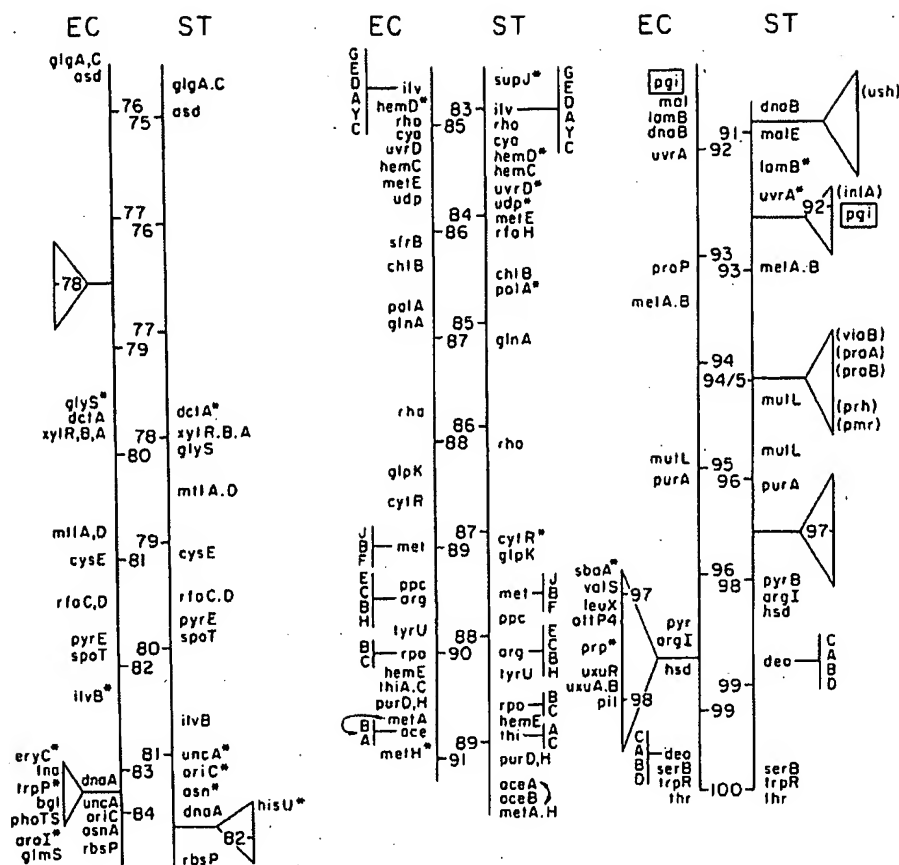 EC ST
glgA,C
asd
76
77
78
79
glyS*
dctA
xylR,B,A
80
mtlA,D
cysE
81
rfaC,D
pyrE
spoT
82
ilvB*
eryC*
tna
trpP*
bgl
phoTS
aroI*
glmS
dnaA
83
uncA
oriC
84
asnA
rbsP
glgA.C
75
asd
76
77
dctA*
78
xylR.B.A
glyS
mtlA.D
79
cysE
rfaC.D
pyrE
80
spoT
ilvB
81
uncA*
oriC*
asn*
dnaA
hisU*
82
rbsP
EC ST
G
E
D
A
Y
C
ilv
hemD*
rho
85
cya
uvrD
hemC
metE
udp
86
sfrB
chlB
polA
glnA
87
rha
88
glpK
cytR
J
B
F
met
89
E
C
B
H
ppc
arg
tyrU
B
C
rpo
90
hemE
thiA.C
purD,H
metA
B
A
ace
metH*
91
supJ*
83
ilv
G
E
D
A
Y
C
rho
cya
hemD*
hemC
uvrD*
udp*
84
metE
rfaH
chlB
polA*
85
glnA
86
rha
87
cytR*
glpK
met
J
B
F
ppc
88
arg
E
C
B
H
tyrU
rpo
B
C
hemE
thi
A
C
89
purD,H
aceA
aceB
metA.H
EC ST
pgi
mal
lamB
dnaB
92
uvrA
93
proP
metA.B
94
mutL
95
purA
96
sbaA*
97
valS
leuX
attP4
prp*
uxuR
uxuA.B
98
pil
pyr
argI
hsd
99
C
A
B
D
deo
serB
trpR
100
thr
dnaB
(ush)
91
malE
lamB*
uvrA*
(inlA)
92
pgi
93
metA.B
(viaB)
(proA)
94/5
(proB)
mutL
(prh)
(pmr)
mutL
96
purA
97
98
pyrB
argI
hsd
deo
C
A
B
D
99
serB
trpR
thr